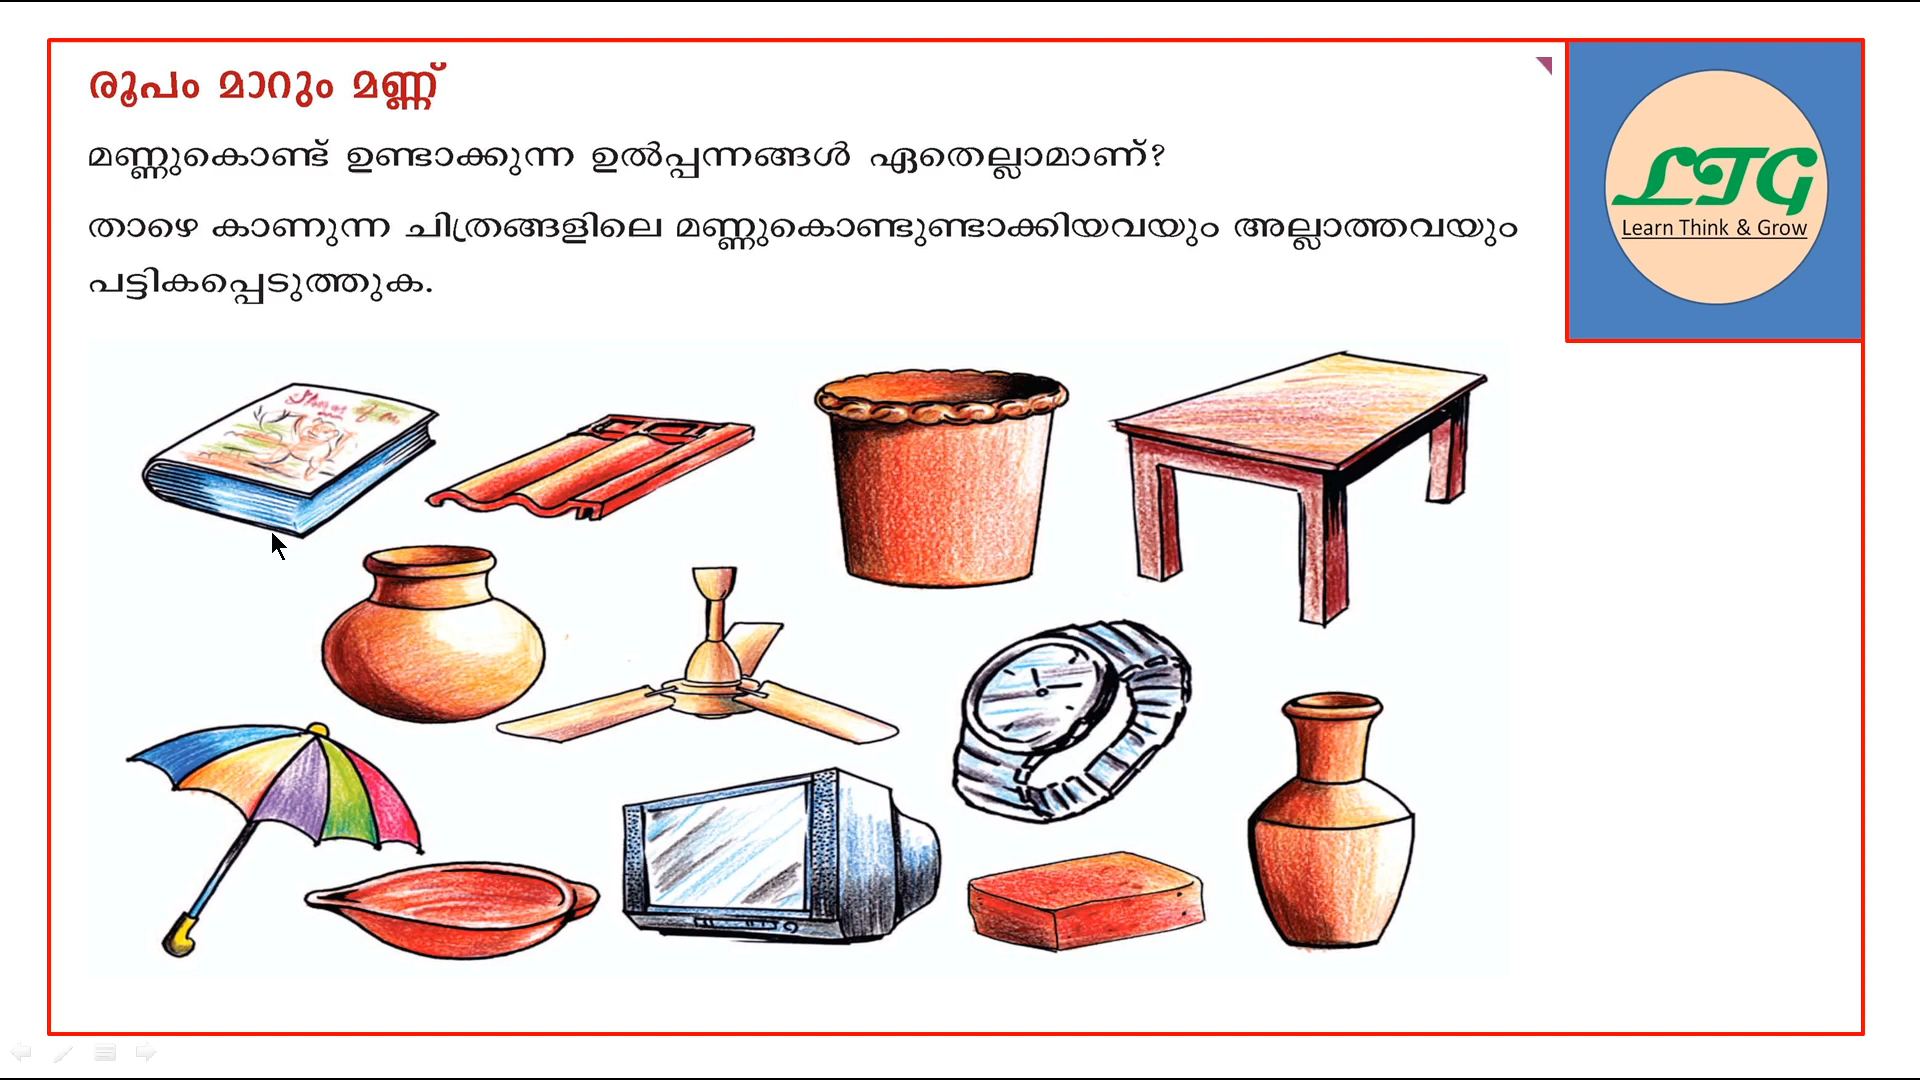 രൂപം മാറും മണ്ണ്
മണ്ണുകൊണ്ട് ഉണ്ടാക്കുന്ന ഉൽപ്പന്നങ്ങൾ ഏതെല്ലാമാണ്?
താഴെ കാണുന്ന ചിത്രങ്ങളിലെ മണ്ണുകൊണ്ടുണ്ടാക്കിയവയും അല്ലാത്തവയും
പട്ടികപ്പെടുത്തുക.
LTG
Learn Think & Grow